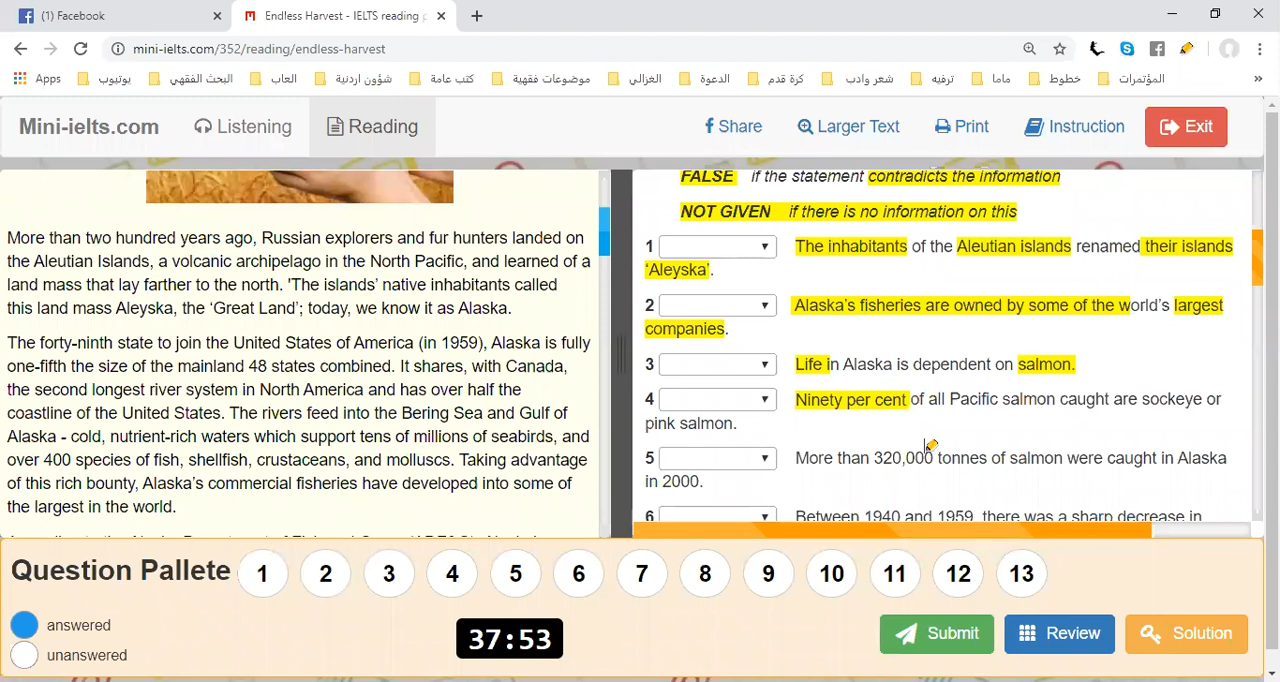 (1) Facebook
Endless Harvest - IELTS reading p
mini-ielts.com/352/reading/endless-harvest
Apps يوتيوب البحث الفقهي العاب شؤون اردنية كتب عامة موضوعات فقهية الغزالي الدعوة كرة قدم شعر وادب ترفيه ماما خطوط المؤتمرات »
Mini-ielts.com Listening Reading Share Larger Text Print Instruction Exit
More than two hundred years ago, Russian explorers and fur hunters landed on
the Aleutian Islands, a volcanic archipelago in the North Pacific, and learned of a
land mass that lay farther to the north. 'The islands' native inhabitants called
this land mass Aleyska, the 'Great Land'; today, we know it as Alaska.
The forty-ninth state to join the United States of America (in 1959), Alaska is fully
one-fifth the size of the mainland 48 states combined. It shares, with Canada,
the second longest river system in North America and has over half the
coastline of the United States. The rivers feed into the Bering Sea and Gulf of
Alaska - cold, nutrient-rich waters which support tens of millions of seabirds, and
over 400 species of fish, shellfish, crustaceans, and molluscs. Taking advantage
of this rich bounty, Alaska's commercial fisheries have developed into some of
the largest in the world.
FALSE if the statement contradicts the information
NOT GIVEN if there is no information on this
1 The inhabitants of the Aleutian islands renamed their islands
'Aleyska'.
2 Alaska's fisheries are owned by some of the world's largest
companies.
3 Life in Alaska is dependent on salmon.
4 Ninety per cent of all Pacific salmon caught are sockeye or
pink salmon.
5 More than 320,000 tonnes of salmon were caught in Alaska
in 2000.
6 Between 1940 and 1959, there was a sharp decrease in
Question Pallete 1 2 3 4 5 6 7 8 9 10 11 12 13
answered
unanswered
37:53
Submit Review Solution